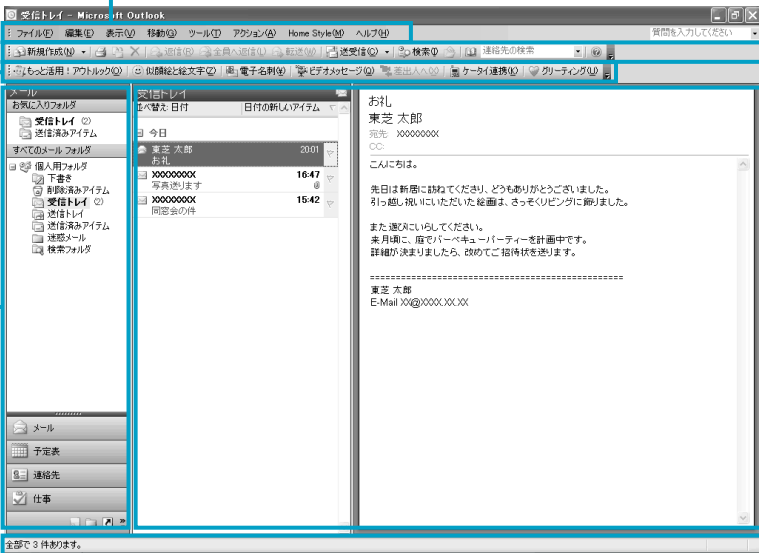 受信トレイ - Microsoft Outlook
ファイル(F) 編集(E) 表示(V) 移動(G) ツール(T) アクション(A) Home Style(M) ヘルプ(H) 質問を入力してください
新規作成(N) 返信(R) 全員へ返信(L) 転送(W) 送受信(C) 検索(I) 連絡先の検索
もっと活用！アウトルック(O) 似顔絵と絵文字(Z) 電子名刺(Y) ビデオメッセージ(Q) 差出人へ(X) ケータイ連携(K) グリーティング(U)
メール
お気に入りフォルダ
受信トレイ (2)
送信済みアイテム
すべてのメール フォルダ
個人用フォルダ
下書き
削除済みアイテム
受信トレイ (2)
送信トレイ
送信済みアイテム
迷惑メール
検索フォルダ
メール
予定表
連絡先
仕事
受信トレイ
並べ替え: 日付 日付の新しいアイテム
今日
東芝 太郎 20:01
お礼
XXXXXXXX 16:47
写真送ります
XXXXXXXX 15:42
同窓会の件
お礼
東芝 太郎
宛先: XXXXXXXX
CC:
こんにちは。
先日は新居に訪ねてくださり、どうもありがとうございました。
引っ越し祝いにいただいた絵画は、さっそくリビングに飾りました。
また遊びにいらしてください。
来月頃に、庭でバーベキューパーティーを計画中です。
詳細が決まりましたら、改めてご招待状を送ります。
================================================
東芝 太郎
E-Mail XX@XXXX.XX.XX
全部で 3 件あります。